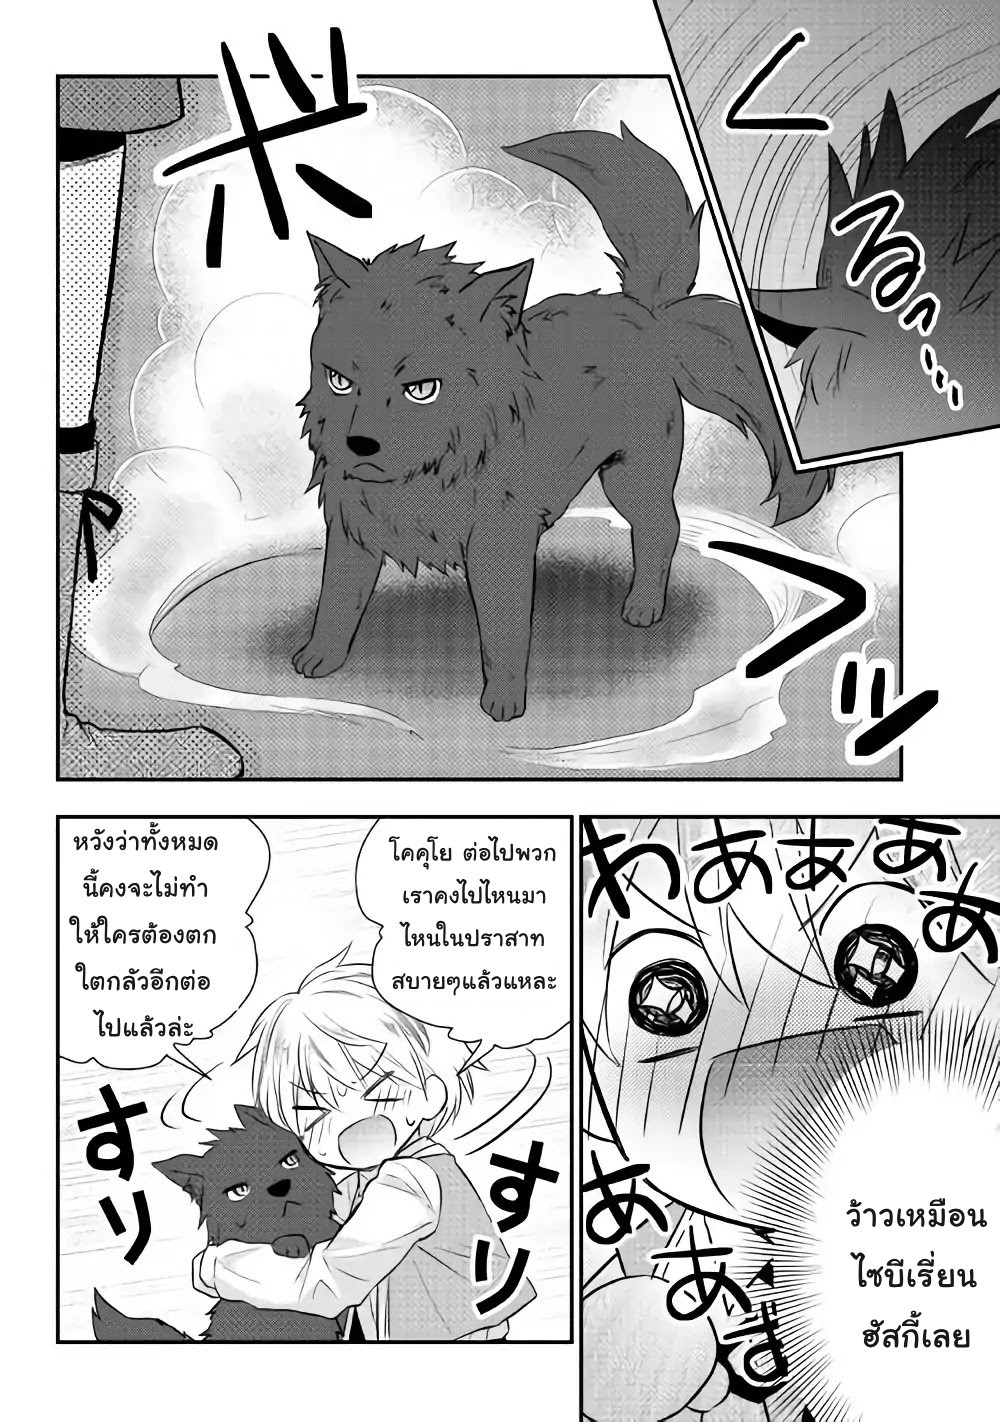 くるっ…
ボフッ
わああああ
ああああぁ
ว้าวเหมือน
ไซบีเรี่ยน
ฮัสกี้เลย
โคคุโย ต่อไปพวก
เราคงไปไหนมา
ไหนในปราสาท
สบายๆแล้วแหละ
หวังว่าทั้งหมด
นี้คงจะไม่ทำ
ให้ใครต้องตก
ใตกลัวอีกต่อ
ไปแล้วล่ะ
すり
すり